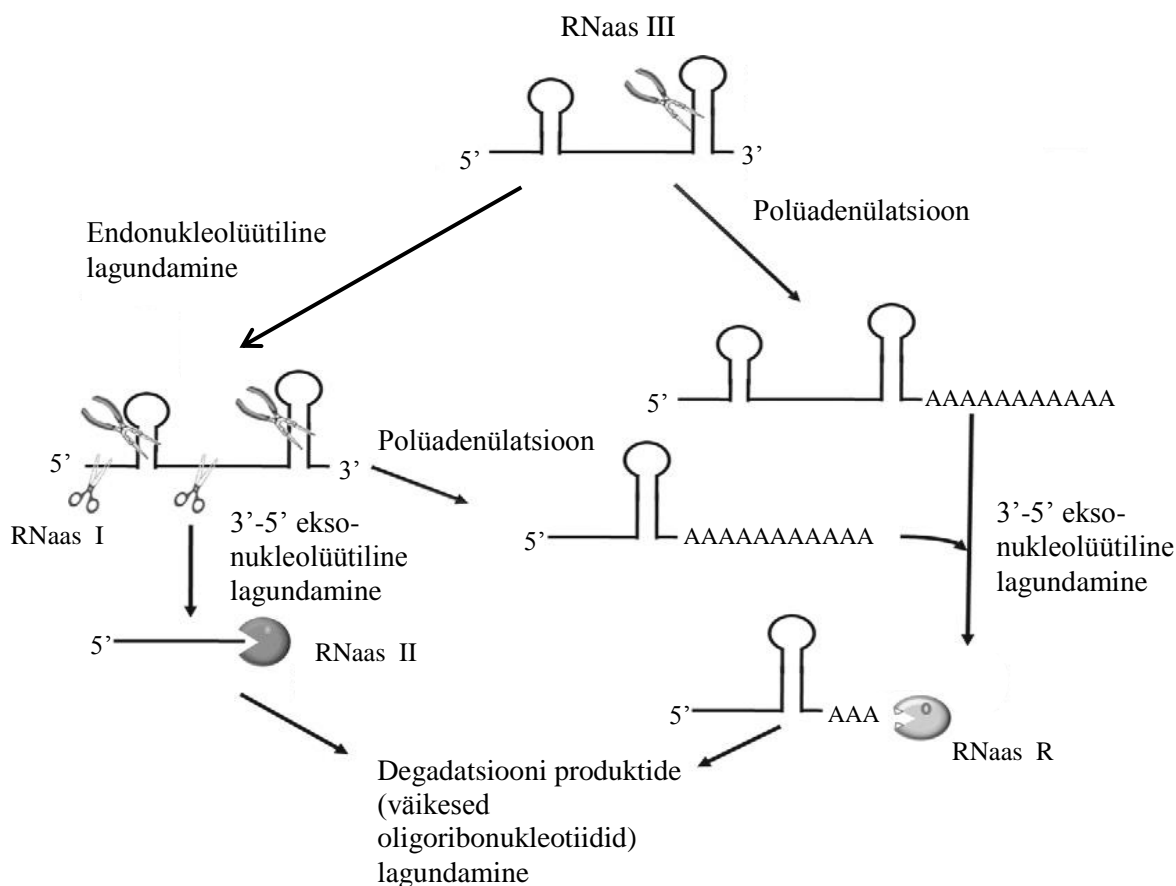 RNaas III
5’
3’
Endonukleolüütiline
lagundamine
Polüadenülatsioon
5’
AAAAAAAAAAA
5’
3’
Polüadenülatsioon
RNaas I
3’-5’ ekso-
nukleolüütiline
lagundamine
5’
AAAAAAAAAAA
3’-5’ ekso-
nukleolüütiline
lagundamine
5’
RNaas II
5’
AAA
RNaas R
Degadatsiooni produktide
(väikesed
oligoribonukleotiidid)
lagundamine